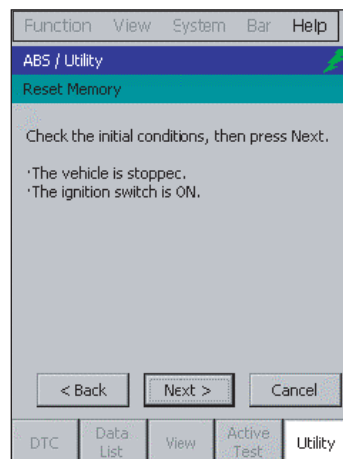 Function View System Bar Help
ABS / Utility
Reset Memory
Check the initial conditions, then press Next.
·The vehicle is stoppec.
·The ignition switch is ON.
< Back Next > Cancel
DTC Data List View Active Test Utility